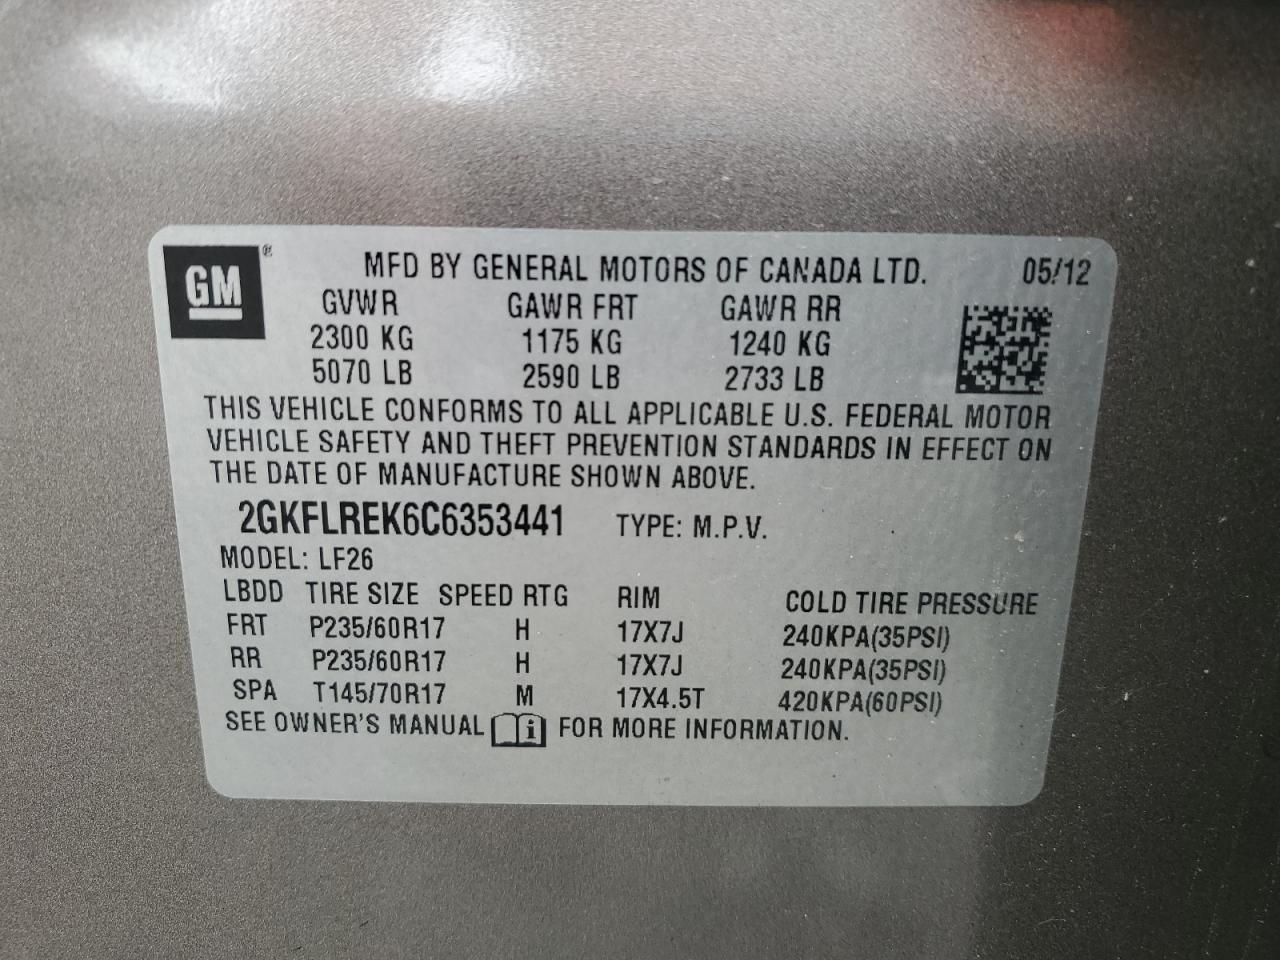 GM®
MFD BY GENERAL MOTORS OF CANADA LTD. 05/12
GVWR GAWR FRT GAWR RR
2300 KG 1175 KG 1240 KG
5070 LB 2590 LB 2733 LB
THIS VEHICLE CONFORMS TO ALL APPLICABLE U.S. FEDERAL MOTOR
VEHICLE SAFETY AND THEFT PREVENTION STANDARDS IN EFFECT ON
THE DATE OF MANUFACTURE SHOWN ABOVE.
2GKFLREK6C6353441 TYPE: M.P.V.
MODEL: LF26
LBDD TIRE SIZE SPEED RTG RIM COLD TIRE PRESSURE
FRT P235/60R17 H 17X7J 240KPA(35PSI)
RR P235/60R17 H 17X7J 240KPA(35PSI)
SPA T145/70R17 M 17X4.5T 420KPA(60PSI)
SEE OWNER'S MANUAL i FOR MORE INFORMATION.